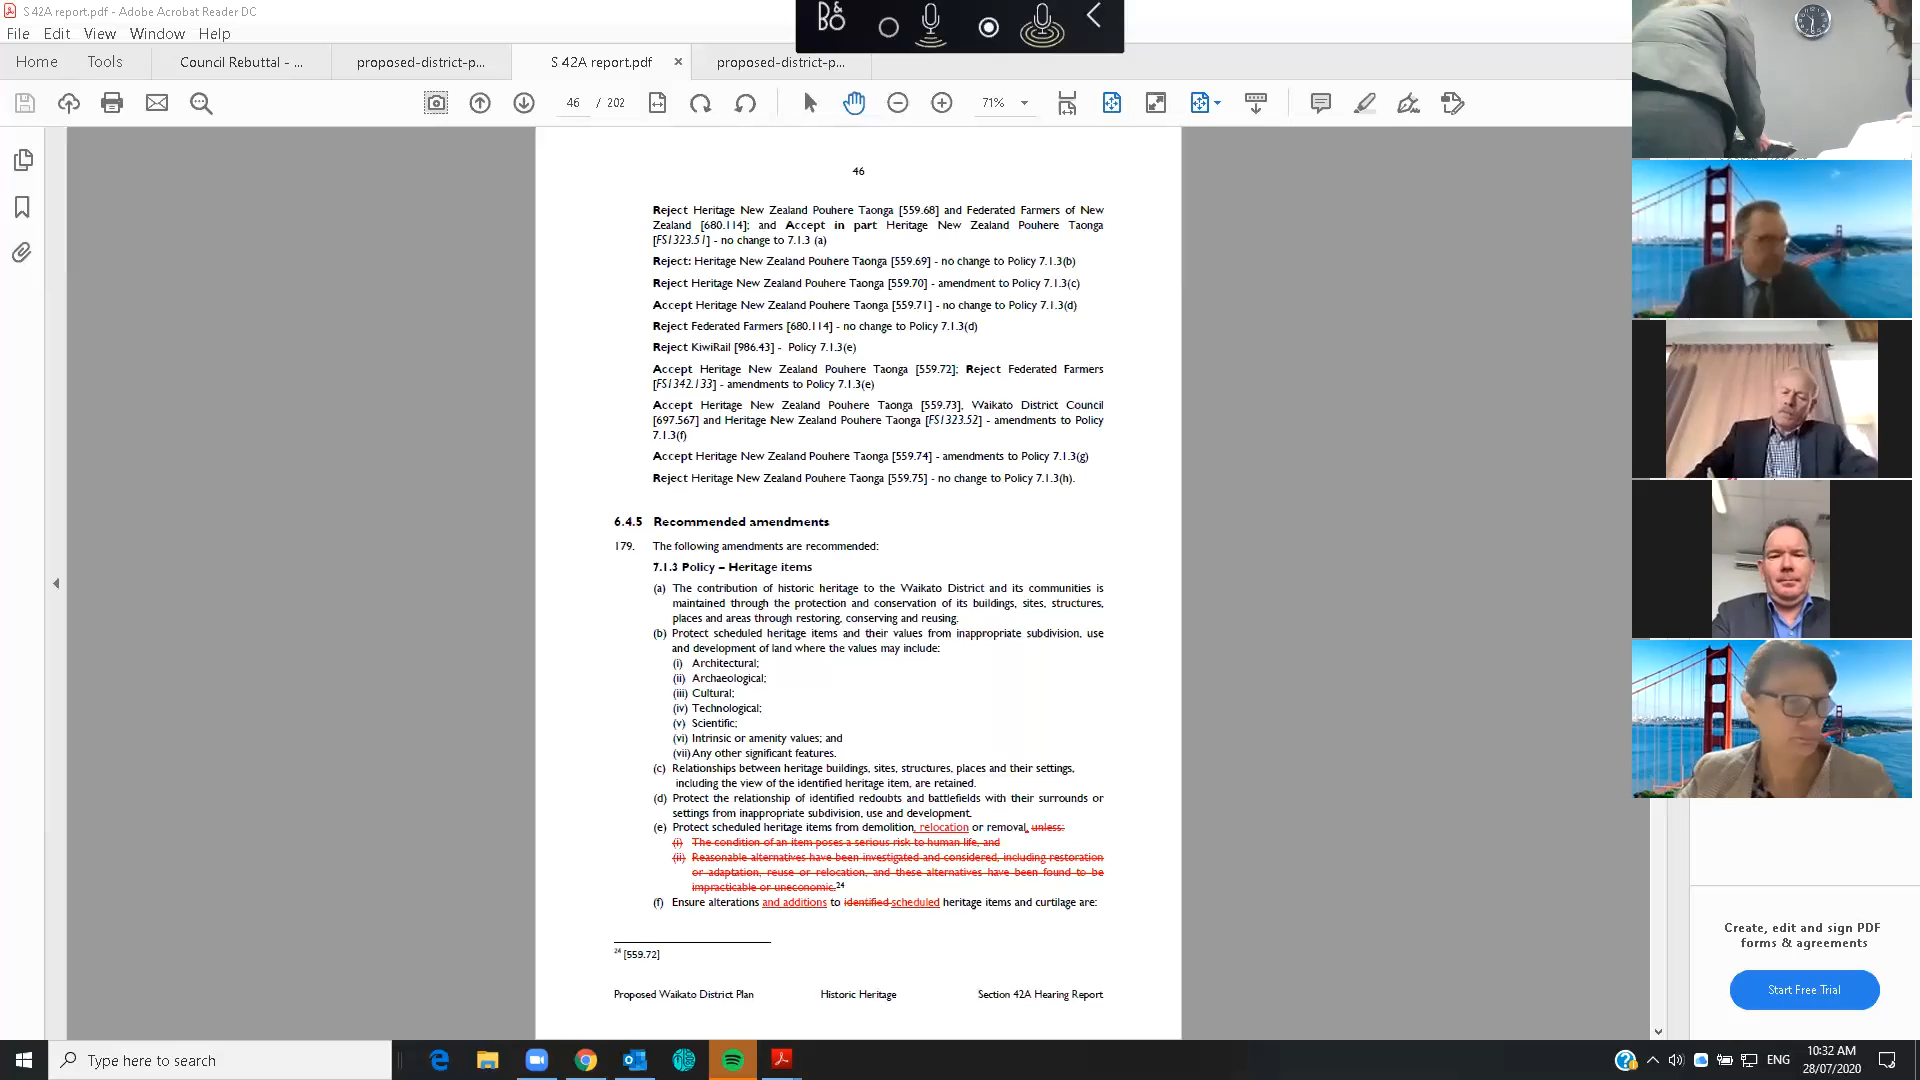 S 42A report.pdf - Adobe Acrobat Reader DC
File Edit View Window Help
Home Tools Council Rebuttal - ... proposed-district-p... S 42A report.pdf × proposed-district-p...
46 / 202 71%
46
Reject Heritage New Zealand Pouhere Taonga [559.68] and Federated Farmers of New
Zealand [680.114]; and Accept in part Heritage New Zealand Pouhere Taonga
[FS1323.51] - no change to 7.1.3 (a)
Reject: Heritage New Zealand Pouhere Taonga [559.69] - no change to Policy 7.1.3(b)
Reject Heritage New Zealand Pouhere Taonga [559.70] - amendment to Policy 7.1.3(c)
Accept Heritage New Zealand Pouhere Taonga [559.71] - no change to Policy 7.1.3(d)
Reject Federated Farmers [680.114] - no change to Policy 7.1.3(d)
Reject KiwiRail [986.43] - Policy 7.1.3(e)
Accept Heritage New Zealand Pouhere Taonga [559.72]; Reject Federated Farmers
[FS1342.133] - amendments to Policy 7.1.3(e)
Accept Heritage New Zealand Pouhere Taonga [559.73], Waikato District Council
[697.567] and Heritage New Zealand Pouhere Taonga [FS1323.52] - amendments to Policy
7.1.3(f)
Accept Heritage New Zealand Pouhere Taonga [559.74] - amendments to Policy 7.1.3(g)
Reject Heritage New Zealand Pouhere Taonga [559.75] - no change to Policy 7.1.3(h).
6.4.5 Recommended amendments
179. The following amendments are recommended:
7.1.3 Policy – Heritage items
(a) The contribution of historic heritage to the Waikato District and its communities is
maintained through the protection and conservation of its buildings, sites, structures,
places and areas through restoring, conserving and reusing.
(b) Protect scheduled heritage items and their values from inappropriate subdivision, use
and development of land where the values may include:
(i) Architectural;
(ii) Archaeological;
(iii) Cultural;
(iv) Technological;
(v) Scientific;
(vi) Intrinsic or amenity values; and
(vii) Any other significant features.
(c) Relationships between heritage buildings, sites, structures, places and their settings,
including the view of the identified heritage item, are retained.
(d) Protect the relationship of identified redoubts and battlefields with their surrounds or
settings from inappropriate subdivision, use and development.
(e) Protect scheduled heritage items from demolition, relocation or removal, unless:
(i) The condition of an item poses a serious risk to human life, and
(ii) Reasonable alternatives have been investigated and considered, including restoration
or adaptation, reuse or relocation, and these alternatives have been found to be
impracticable or uneconomic.24
(f) Ensure alterations and additions to identified scheduled heritage items and curtilage are:
24 [559.72]
Proposed Waikato District Plan Historic Heritage Section 42A Hearing Report
Create, edit and sign PDF
forms & agreements
Start Free Trial
Type here to search
ENG
10:32 AM
28/07/2020